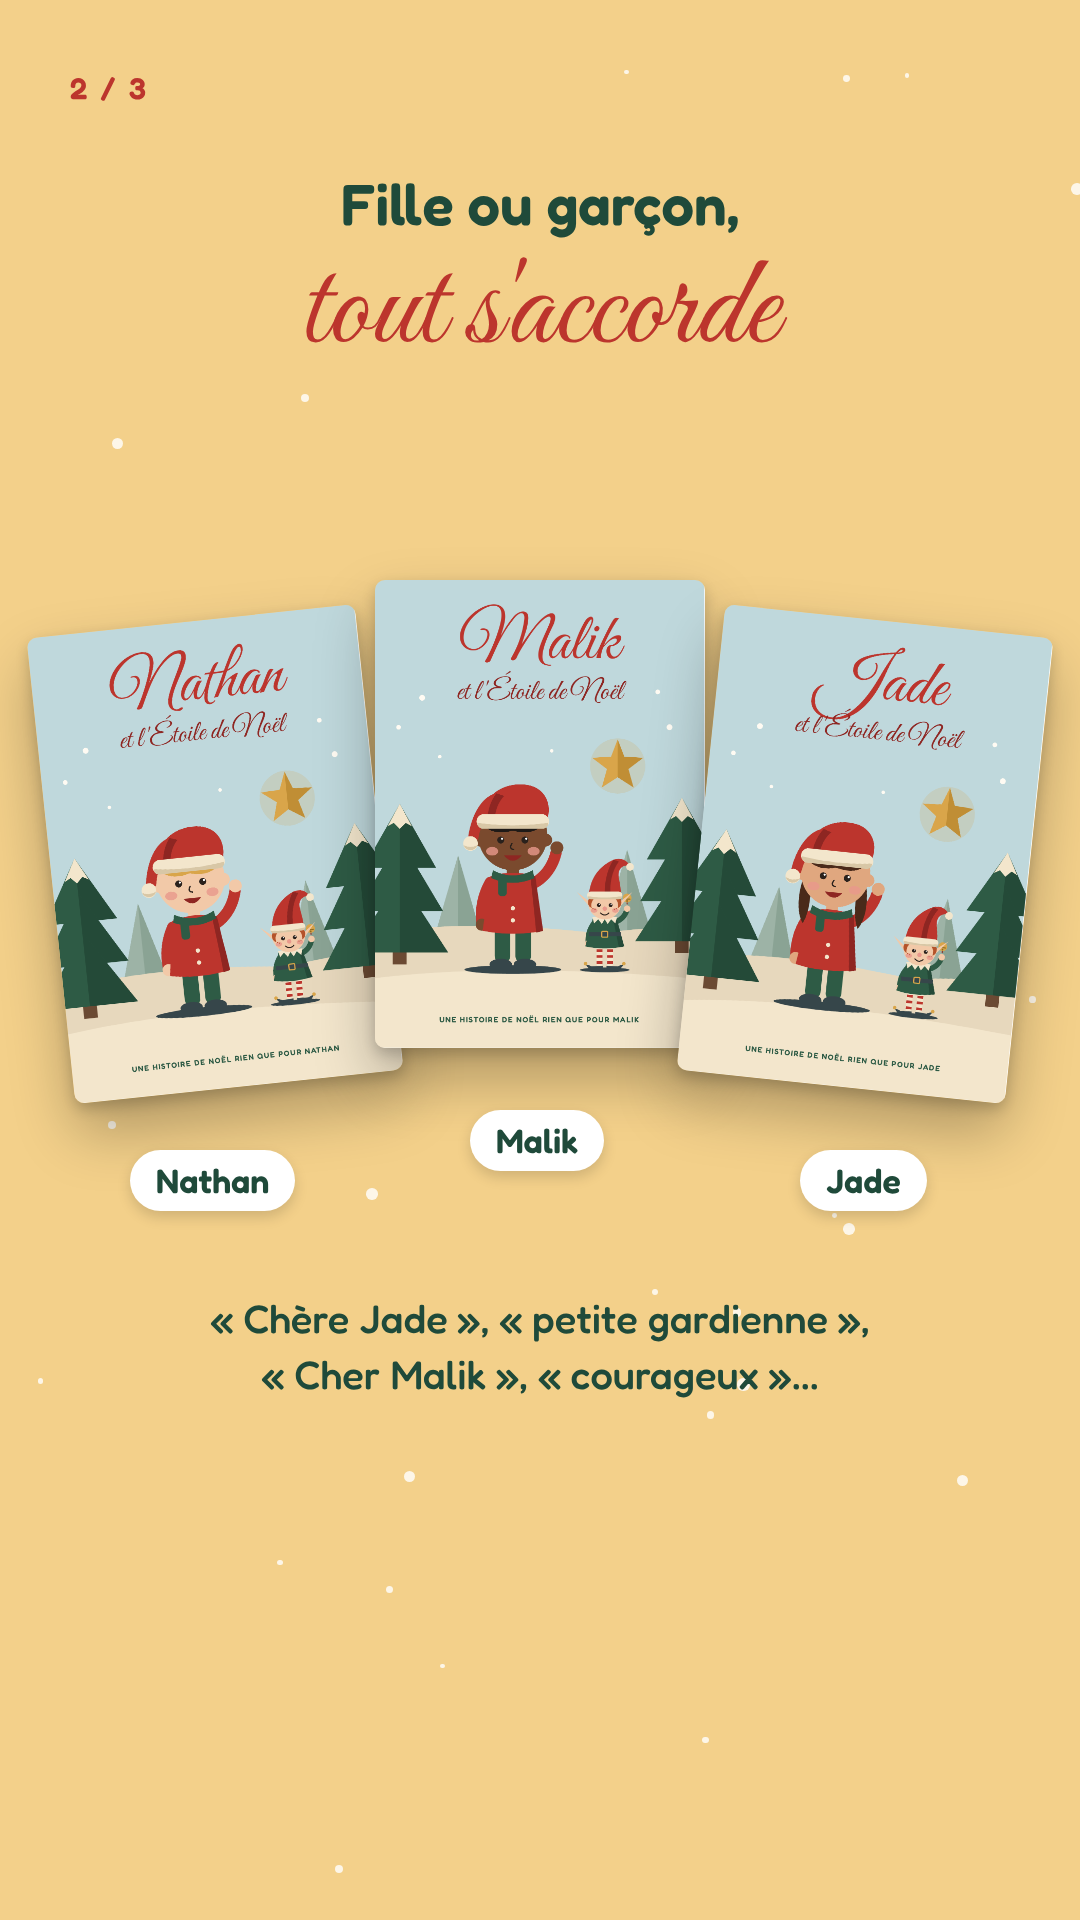 2 / 3
Fille ou garçon,
tout s'accorde
Nathan
et l'Étoile de Noël
UNE HISTOIRE DE NOËL RIEN QUE POUR NATHAN
Malik
et l'Étoile de Noël
UNE HISTOIRE DE NOËL RIEN QUE POUR MALIK
Jade
et l'Étoile de Noël
UNE HISTOIRE DE NOËL RIEN QUE POUR JADE
Nathan
Malik
Jade
« Chère Jade », « petite gardienne »,
« Cher Malik », « courageux »...